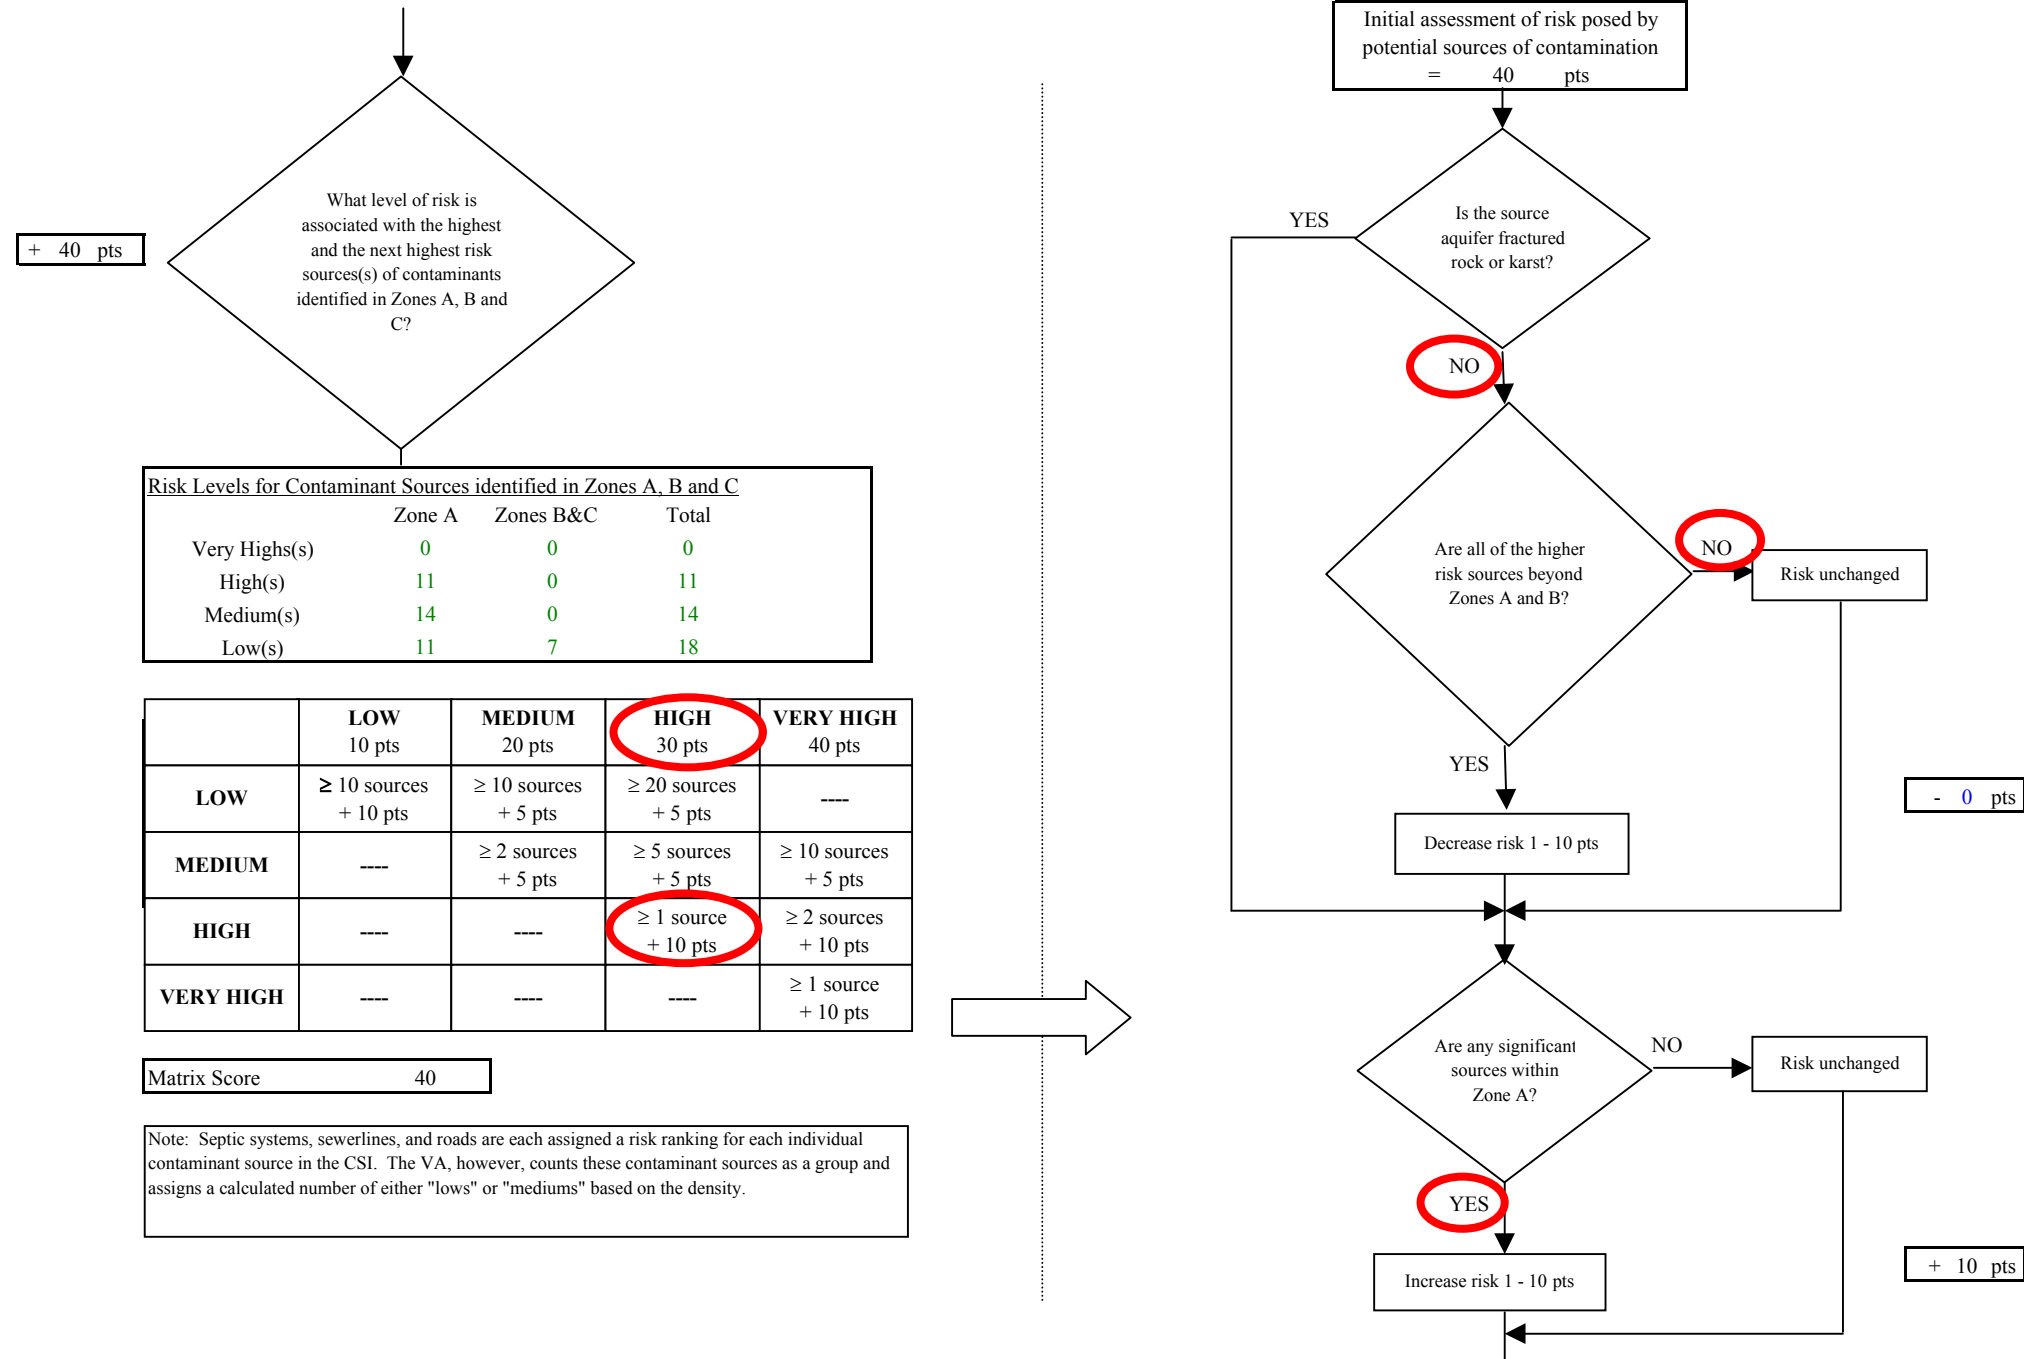 + 40 pts
What level of risk is
associated with the highest
and the next highest risk
sources(s) of contaminants
identified in Zones A, B and
C?
Risk Levels for Contaminant Sources identified in Zones A, B and C
Zone A Zones B&C Total
Very Highs(s) 0 0 0
High(s) 11 0 11
Medium(s) 14 0 14
Low(s) 11 7 18
LOW MEDIUM HIGH VERY HIGH
10 pts 20 pts 30 pts 40 pts
LOW ≥ 10 sources ≥ 10 sources ≥ 20 sources ----
+ 10 pts + 5 pts + 5 pts
MEDIUM ---- ≥ 2 sources ≥ 5 sources ≥ 10 sources
+ 5 pts + 5 pts + 5 pts
HIGH ---- ---- ≥ 1 source ≥ 2 sources
+ 10 pts + 10 pts
VERY HIGH ---- ---- ---- ≥ 1 source
+ 10 pts
Matrix Score 40
Note: Septic systems, sewerlines, and roads are each assigned a risk ranking for each individual
contaminant source in the CSI. The VA, however, counts these contaminant sources as a group and
assigns a calculated number of either "lows" or "mediums" based on the density.
Initial assessment of risk posed by
potential sources of contamination
= 40 pts
Is the source
aquifer fractured
rock or karst?
YES
NO
Are all of the higher
risk sources beyond
Zones A and B?
NO
Risk unchanged
YES
Decrease risk 1 - 10 pts
- 0 pts
Are any significant
sources within
Zone A?
NO
Risk unchanged
YES
Increase risk 1 - 10 pts
+ 10 pts